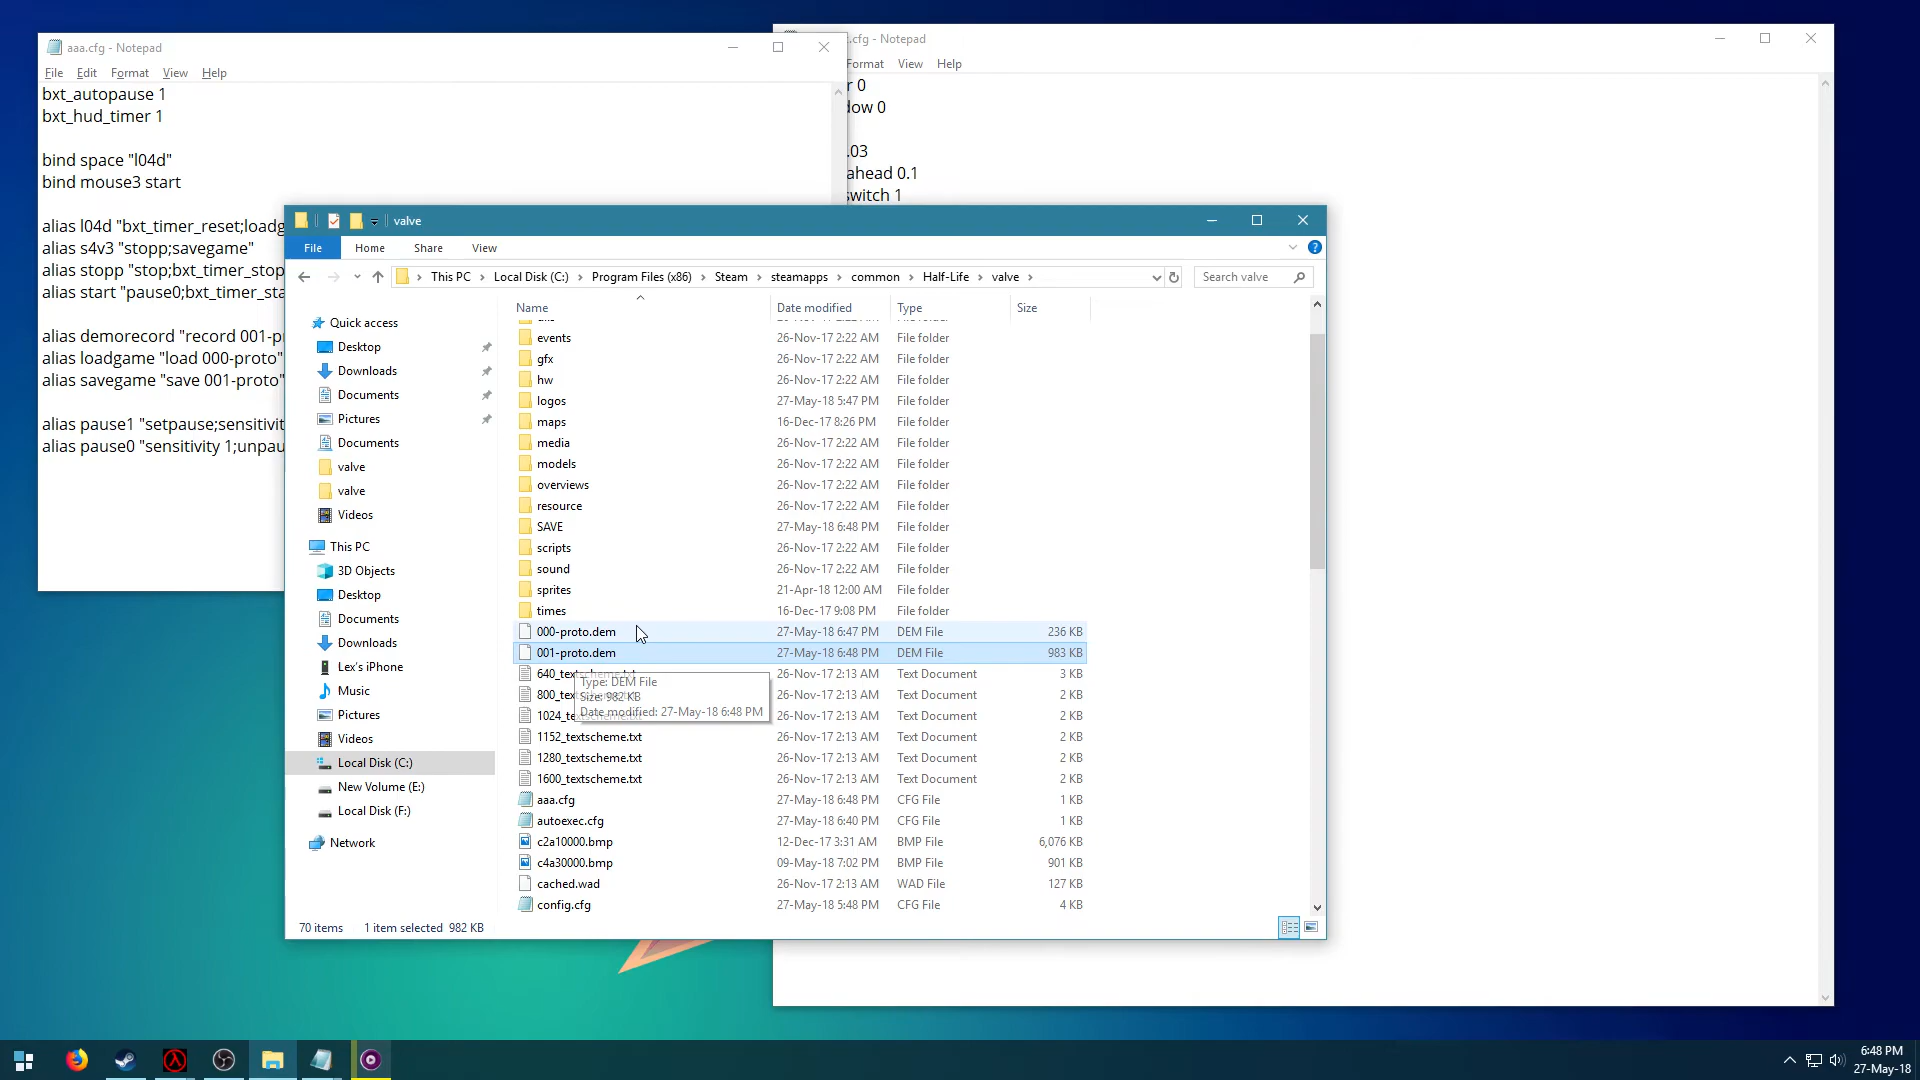 aaa.cfg - Notepad
File Edit Format View Help
bxt_autopause 1
bxt_hud_timer 1
bind space "l04d"
bind mouse3 start
alias l04d "bxt_timer_reset;loadg
alias s4v3 "stopp;savegame"
alias stopp "stop;bxt_timer_stop
alias start "pause0;bxt_timer_sta
alias demorecord "record 001-p
alias loadgame "load 000-proto"
alias savegame "save 001-proto"
alias pause1 "setpause;sensitivit
alias pause0 "sensitivity 1;unpau
.cfg - Notepad
Format View Help
r 0
dow 0
.03
ahead 0.1
switch 1
valve
File Home Share View
This PC Local Disk (C:) Program Files (x86) Steam steamapps common Half-Life valve
Search valve
Quick access
Desktop
Downloads
Documents
Pictures
Documents
valve
valve
Videos
This PC
3D Objects
Desktop
Documents
Downloads
Lex's iPhone
Music
Pictures
Videos
Local Disk (C:)
New Volume (E:)
Local Disk (F:)
Network
Name Date modified Type Size
events 26-Nov-17 2:22 AM File folder
gfx 26-Nov-17 2:22 AM File folder
hw 26-Nov-17 2:22 AM File folder
logos 27-May-18 5:47 PM File folder
maps 16-Dec-17 8:26 PM File folder
media 26-Nov-17 2:22 AM File folder
models 26-Nov-17 2:22 AM File folder
overviews 26-Nov-17 2:22 AM File folder
resource 26-Nov-17 2:22 AM File folder
SAVE 27-May-18 6:48 PM File folder
scripts 26-Nov-17 2:22 AM File folder
sound 26-Nov-17 2:22 AM File folder
sprites 21-Apr-18 12:00 AM File folder
times 16-Dec-17 9:08 PM File folder
000-proto.dem 27-May-18 6:47 PM DEM File 236 KB
001-proto.dem 27-May-18 6:48 PM DEM File 983 KB
640_textscheme.txt 26-Nov-17 2:13 AM Text Document 3 KB
800_text 26-Nov-17 2:13 AM Text Document 2 KB
1024_textscheme.txt 26-Nov-17 2:13 AM Text Document 2 KB
1152_textscheme.txt 26-Nov-17 2:13 AM Text Document 2 KB
1280_textscheme.txt 26-Nov-17 2:13 AM Text Document 2 KB
1600_textscheme.txt 26-Nov-17 2:13 AM Text Document 2 KB
aaa.cfg 27-May-18 6:48 PM CFG File 1 KB
autoexec.cfg 27-May-18 6:40 PM CFG File 1 KB
c2a10000.bmp 12-Dec-17 3:31 AM BMP File 6,076 KB
c4a30000.bmp 09-May-18 7:02 PM BMP File 901 KB
cached.wad 26-Nov-17 2:13 AM WAD File 127 KB
config.cfg 27-May-18 5:48 PM CFG File 4 KB
Type: DEM File
Size: 982 KB
Date modified: 27-May-18 6:48 PM
70 items 1 item selected 982 KB
6:48 PM
27-May-18